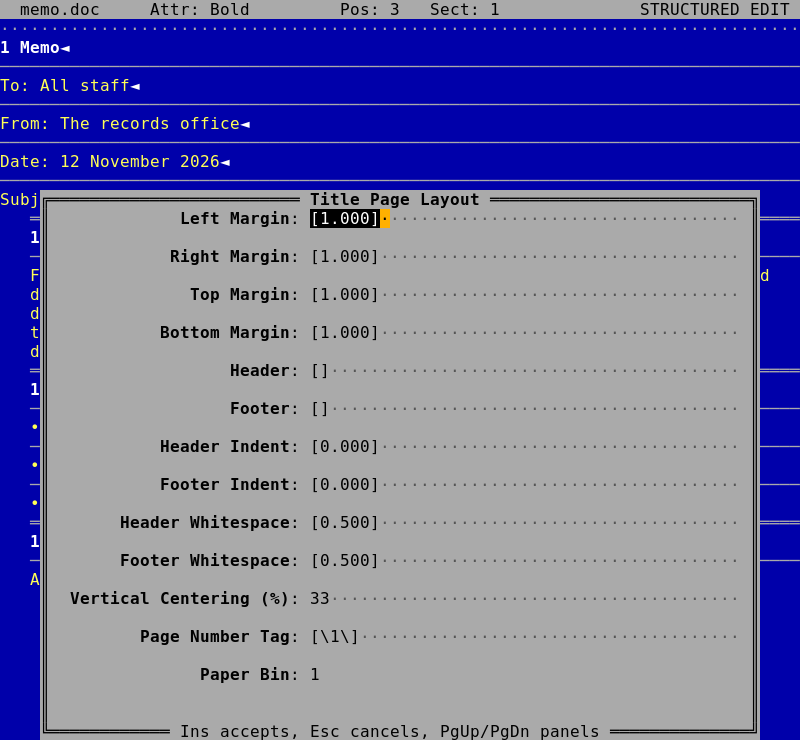 memo.doc Attr: Bold Pos: 3 Sect: 1 STRUCTURED EDIT
1 Memo◄
To: All staff◄
From: The records office◄
Date: 12 November 2026◄
Subj
Title Page Layout
Left Margin: [1.000]
1
Right Margin: [1.000]
F d
d Top Margin: [1.000]
d
t Bottom Margin: [1.000]
d
Header: []
1
Footer: []
•
Header Indent: [0.000]
•
Footer Indent: [0.000]
•
Header Whitespace: [0.500]
1
Footer Whitespace: [0.500]
A
Vertical Centering (%): 33
Page Number Tag: [\1\]
Paper Bin: 1
Ins accepts, Esc cancels, PgUp/PgDn panels